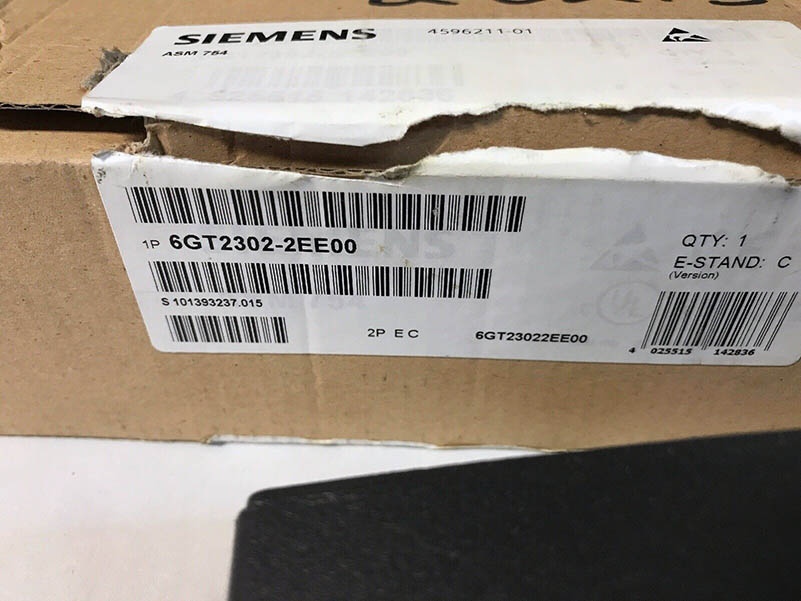 SIEMENS
4596211-01
ASM 754
1P 6GT2302-2EE00
QTY: 1
E-STAND: C
(Version)
S 101393237.015
2P E C
6GT23022EE00
4 025515 142836